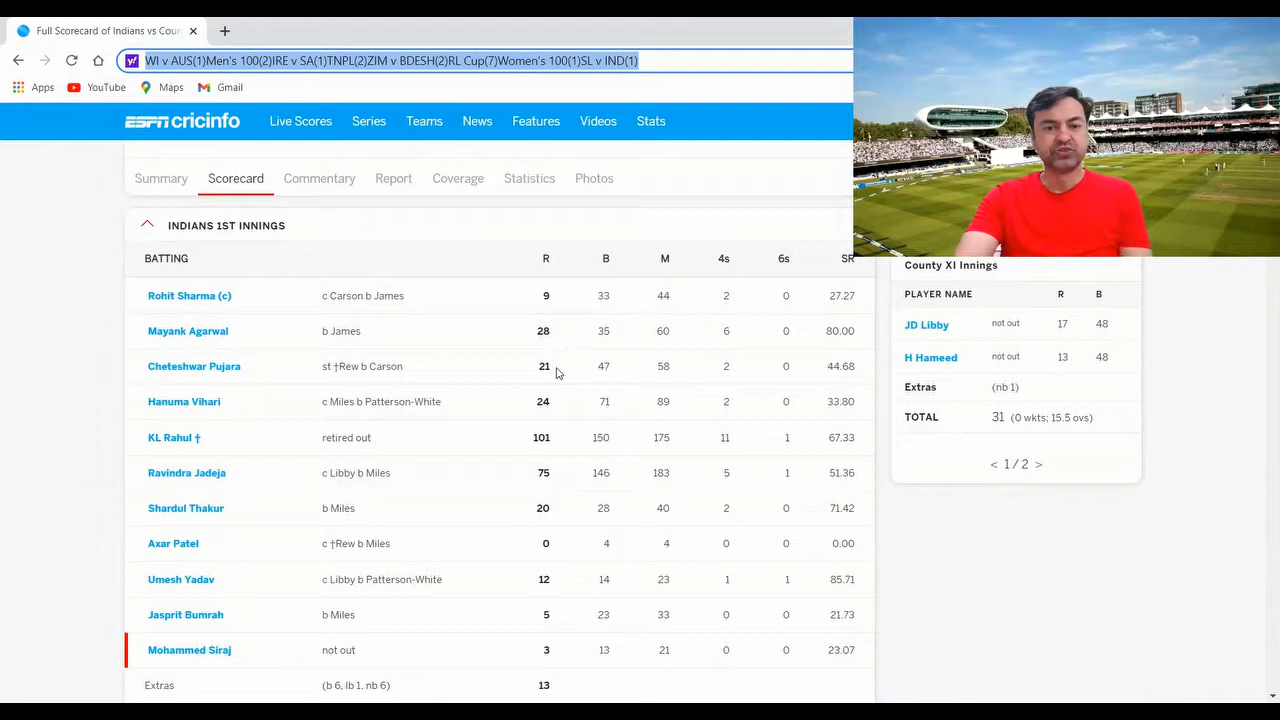 Full Scorecard of Indians vs Coun
WI v AUS(1)Men's 100(2)IRE v SA(1)TNPL(2)ZIM v BDESH(2)RL Cup(7)Women's 100(1)SL v IND(1)
Apps YouTube Maps Gmail
ESPN cricinfo Live Scores Series Teams News Features Videos Stats
Summary Scorecard Commentary Report Coverage Statistics Photos
INDIANS 1ST INNINGS
BATTING R B M 4s 6s SR
Rohit Sharma (c) c Carson b James 9 33 44 2 0 27.27
Mayank Agarwal b James 28 35 60 6 0 80.00
Cheteshwar Pujara st †Rew b Carson 21 47 58 2 0 44.68
Hanuma Vihari c Miles b Patterson-White 24 71 89 2 0 33.80
KL Rahul † retired out 101 150 175 11 1 67.33
Ravindra Jadeja c Libby b Miles 75 146 183 5 1 51.36
Shardul Thakur b Miles 20 28 40 2 0 71.42
Axar Patel c †Rew b Miles 0 4 4 0 0 0.00
Umesh Yadav c Libby b Patterson-White 12 14 23 1 1 85.71
Jasprit Bumrah b Miles 5 23 33 0 0 21.73
Mohammed Siraj not out 3 13 21 0 0 23.07
Extras (b 6, lb 1, nb 6) 13
County XI Innings
PLAYER NAME R B
JD Libby not out 17 48
H Hameed not out 13 48
Extras (nb 1)
TOTAL 31 (0 wkts; 15.5 ovs)
< 1 / 2 >